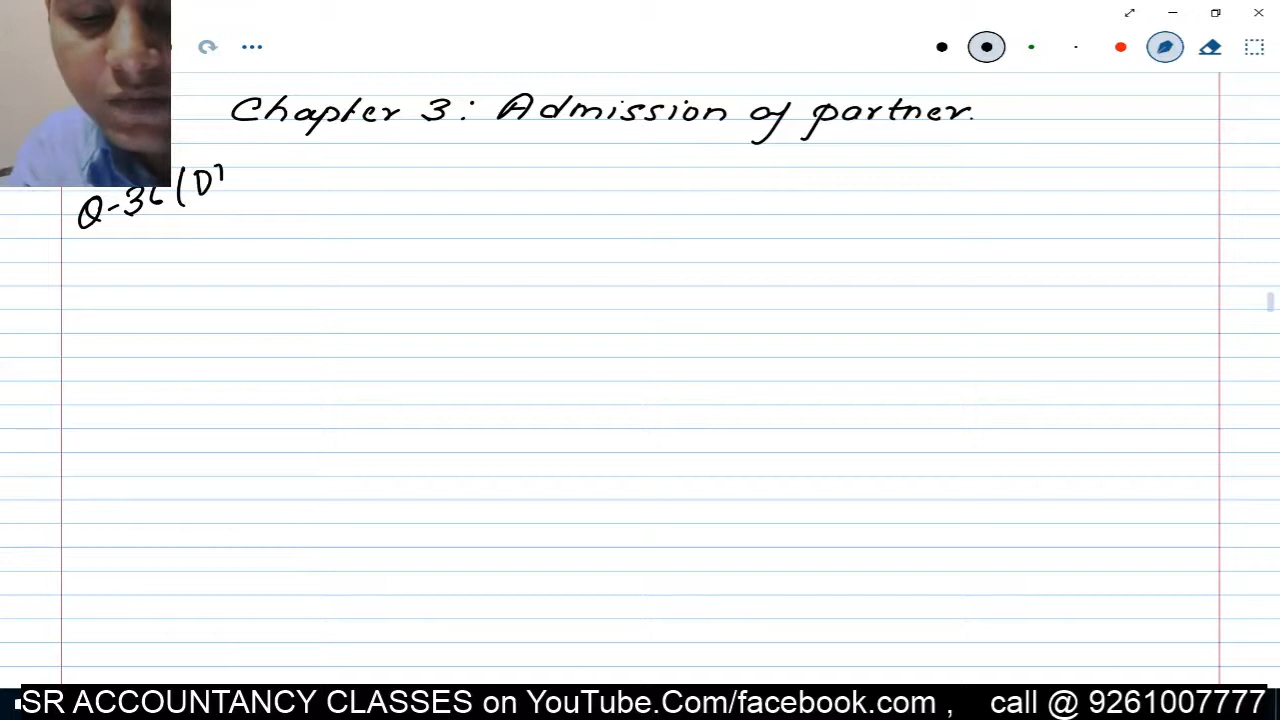 Chapter 3: Admission of partner.
Q-36 (D
SR ACCOUNTANCY CLASSES on YouTube.Com/facebook.com , call @ 9261007777